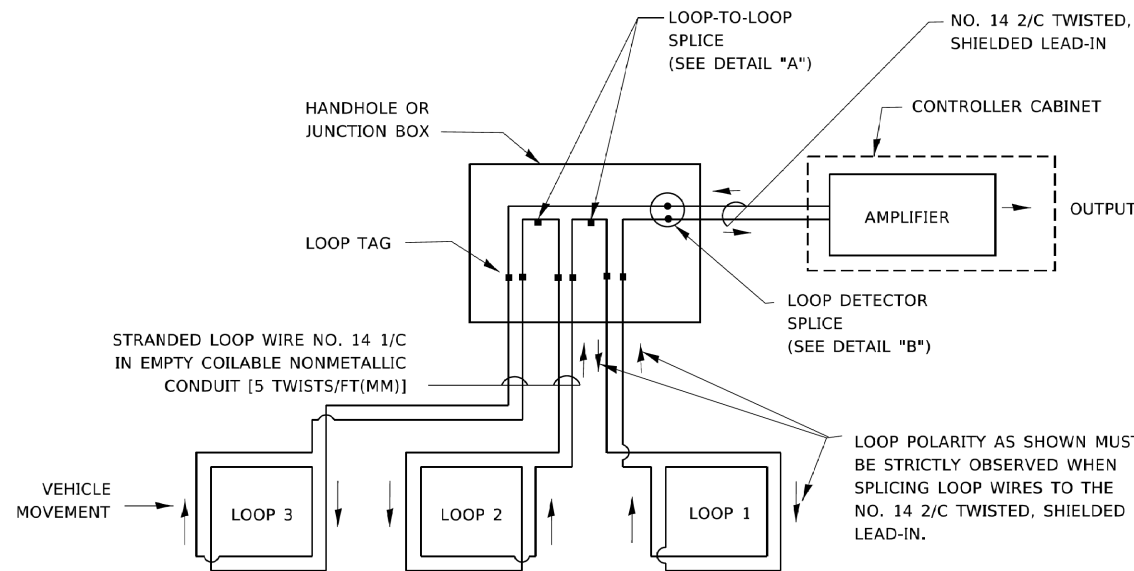 LOOP-TO-LOOP
SPLICE
(SEE DETAIL "A")
NO. 14 2/C TWISTED,
SHIELDED LEAD-IN
HANDHOLE OR
JUNCTION BOX
CONTROLLER CABINET
AMPLIFIER
OUTPUT
LOOP TAG
LOOP DETECTOR
SPLICE
(SEE DETAIL "B")
STRANDED LOOP WIRE NO. 14 1/C
IN EMPTY COILABLE NONMETALLIC
CONDUIT [5 TWISTS/FT(MM)]
LOOP POLARITY AS SHOWN MUST
BE STRICTLY OBSERVED WHEN
SPLICING LOOP WIRES TO THE
NO. 14 2/C TWISTED, SHIELDED
LEAD-IN.
VEHICLE
MOVEMENT
LOOP 3
LOOP 2
LOOP 1